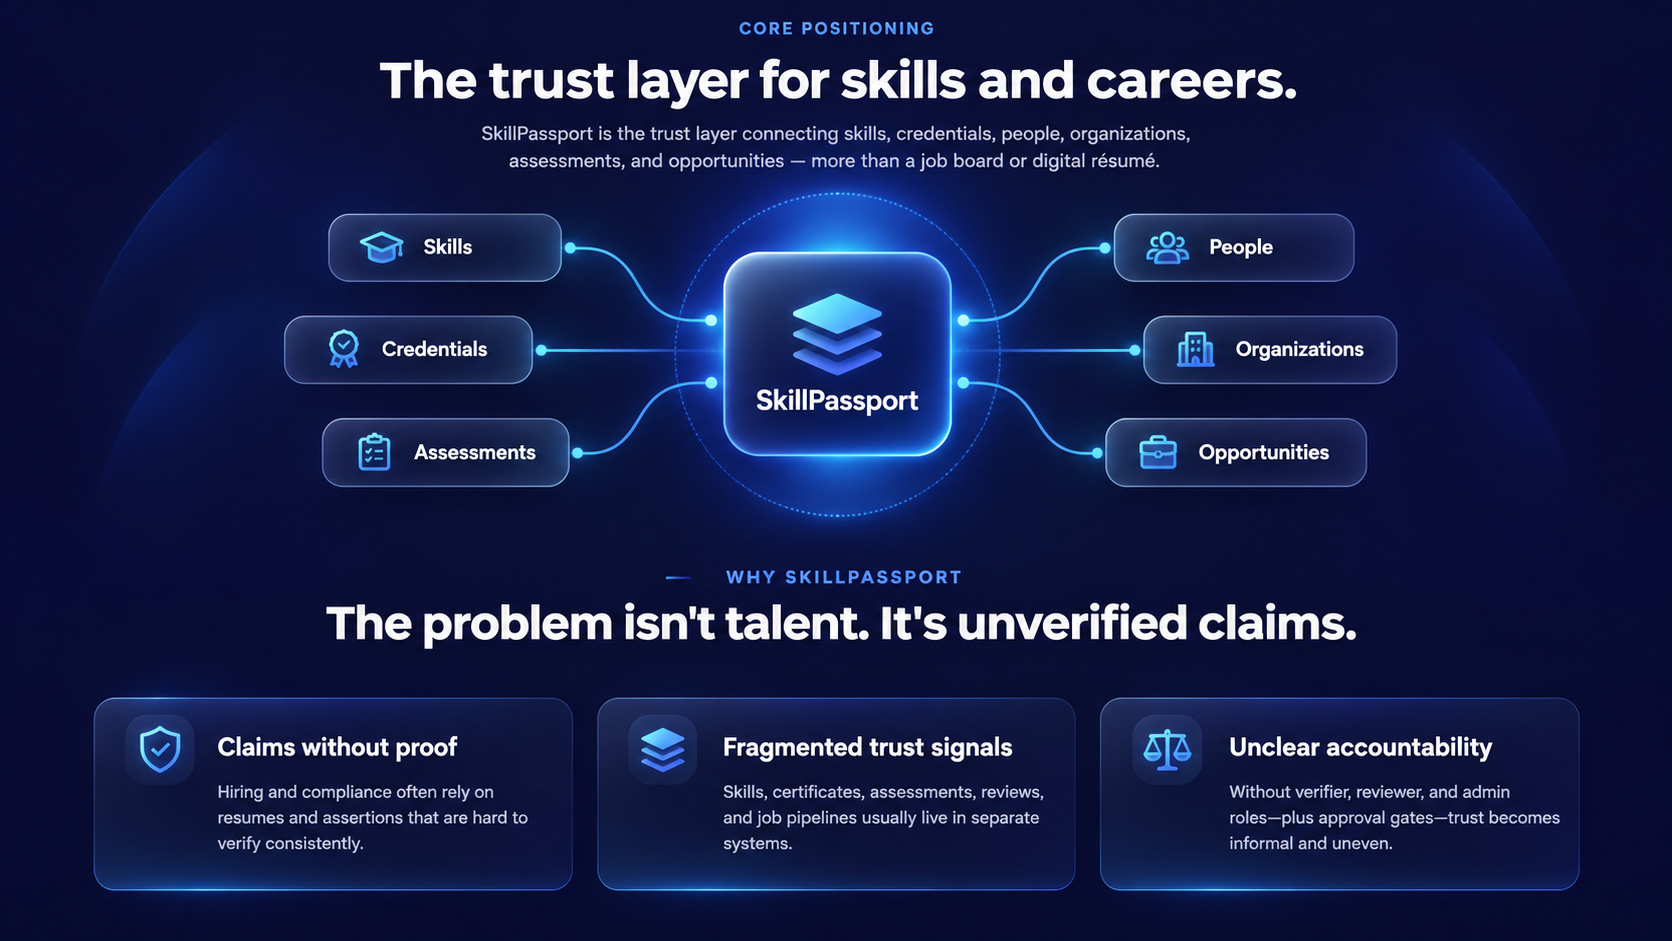 CORE POSITIONING
The trust layer for skills and careers.
SkillPassport is the trust layer connecting skills, credentials, people, organizations,
assessments, and opportunities — more than a job board or digital résumé.
Skills
Credentials
Assessments
SkillPassport
People
Organizations
Opportunities
WHY SKILLPASSPORT
The problem isn't talent. It's unverified claims.
Claims without proof
Hiring and compliance often rely on
resumes and assertions that are hard to
verify consistently.
Fragmented trust signals
Skills, certificates, assessments, reviews,
and job pipelines usually live in separate
systems.
Unclear accountability
Without verifier, reviewer, and admin
roles—plus approval gates—trust becomes
informal and uneven.